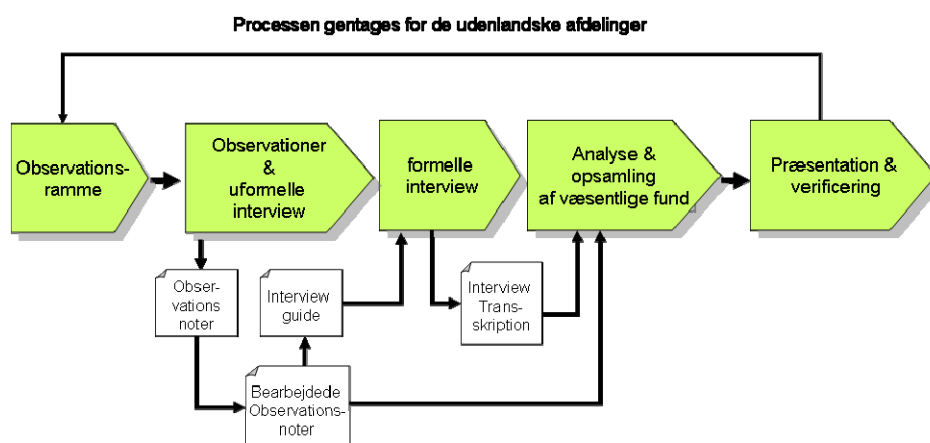 Processen gentages for de udenlandske afdelinger
Observations-
ramme
Observationer
&
uformelle
interview
formelle
interview
Analyse &
opsamling
af væsentlige fund
Præsentation &
verificering
Obser-
vations
noter
Interview
guide
Interview
Trans-
skription
Bearbejdede
Observations-
noter